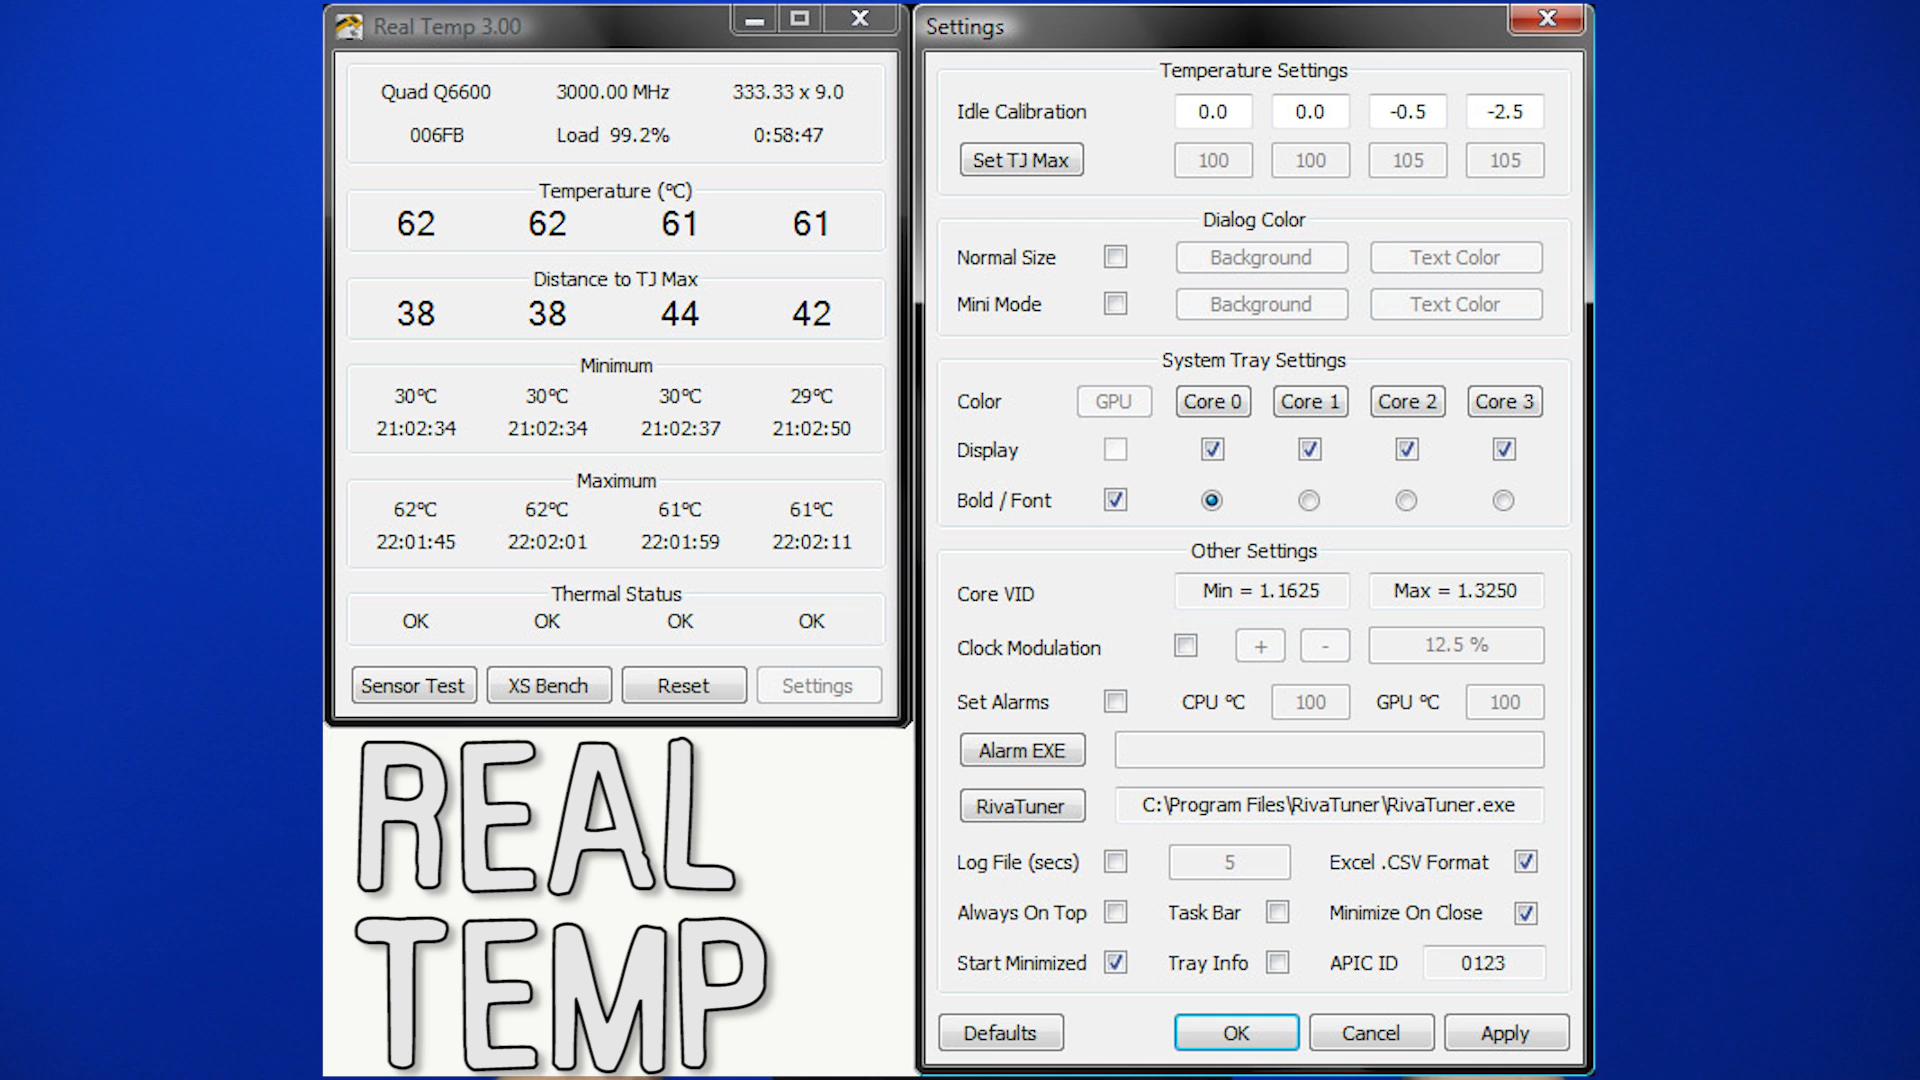 Real Temp 3.00
Quad Q6600 3000.00 MHz 333.33 x 9.0
006FB Load 99.2% 0:58:47
Temperature (°C)
62 62 61 61
Distance to TJ Max
38 38 44 42
Minimum
30°C 30°C 30°C 29°C
21:02:34 21:02:34 21:02:37 21:02:50
Maximum
62°C 62°C 61°C 61°C
22:01:45 22:02:01 22:01:59 22:02:11
Thermal Status
OK OK OK OK
Sensor Test XS Bench Reset Settings
REAL
TEMP
Settings
Temperature Settings
Idle Calibration 0.0 0.0 -0.5 -2.5
Set TJ Max 100 100 105 105
Dialog Color
Normal Size Background Text Color
Mini Mode Background Text Color
System Tray Settings
Color GPU Core 0 Core 1 Core 2 Core 3
Display
Bold / Font
Other Settings
Core VID Min = 1.1625 Max = 1.3250
Clock Modulation + - 12.5 %
Set Alarms CPU °C 100 GPU °C 100
Alarm EXE
RivaTuner C:\Program Files\RivaTuner\RivaTuner.exe
Log File (secs) 5 Excel .CSV Format
Always On Top Task Bar Minimize On Close
Start Minimized Tray Info APIC ID 0123
Defaults OK Cancel Apply